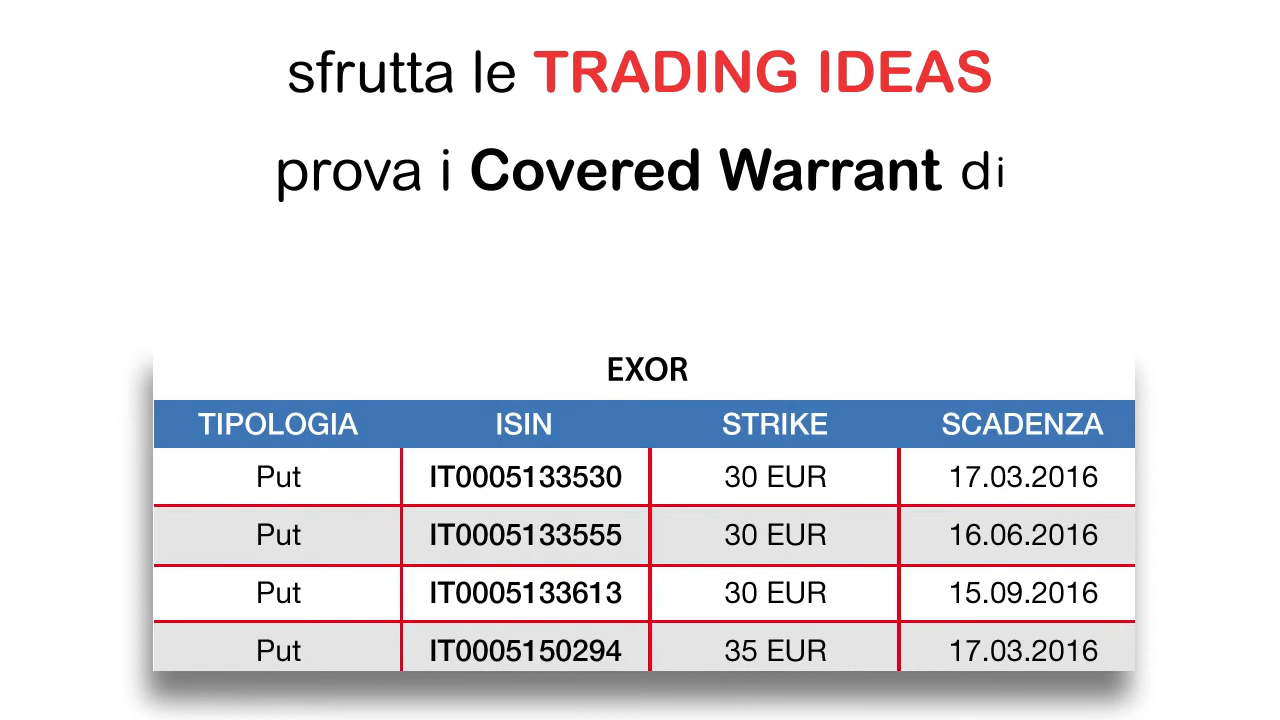 sfrutta le TRADING IDEAS
prova i Covered Warrant di
EXOR
TIPOLOGIA ISIN STRIKE SCADENZA
Put IT0005133530 30 EUR 17.03.2016
Put IT0005133555 30 EUR 16.06.2016
Put IT0005133613 30 EUR 15.09.2016
Put IT0005150294 35 EUR 17.03.2016